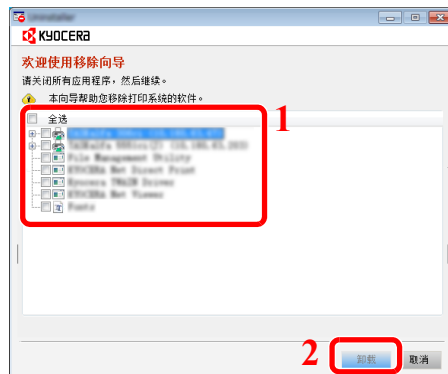 KYOCERA
欢迎使用移除向导
请关闭所有应用程序，然后继续。
本向导帮助您移除打印系统的软件。
全选
1
File Management Utility
KYOCERA Net Direct Print
Kyocera TWAIN Driver
KYOCERA Net Viewer
Fonts
2
卸载
取消